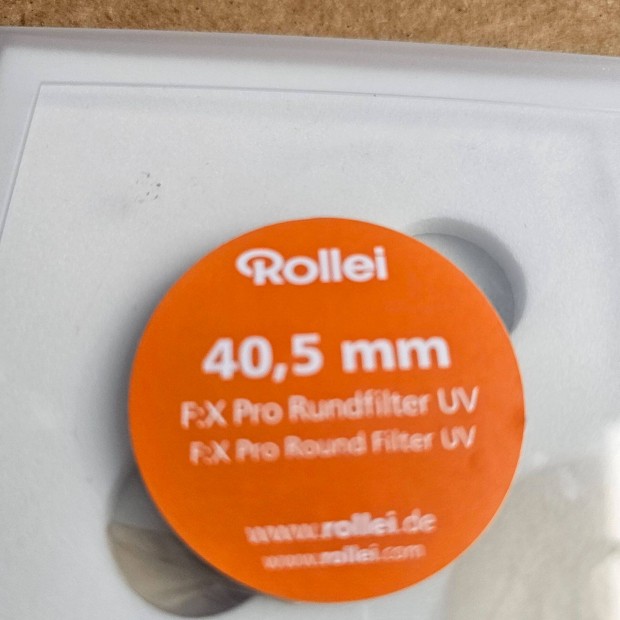 Rollei
40,5 mm
F:X Pro Rundfilter UV
F:X Pro Round Filter UV
www.rollei.de
www.rollei.com